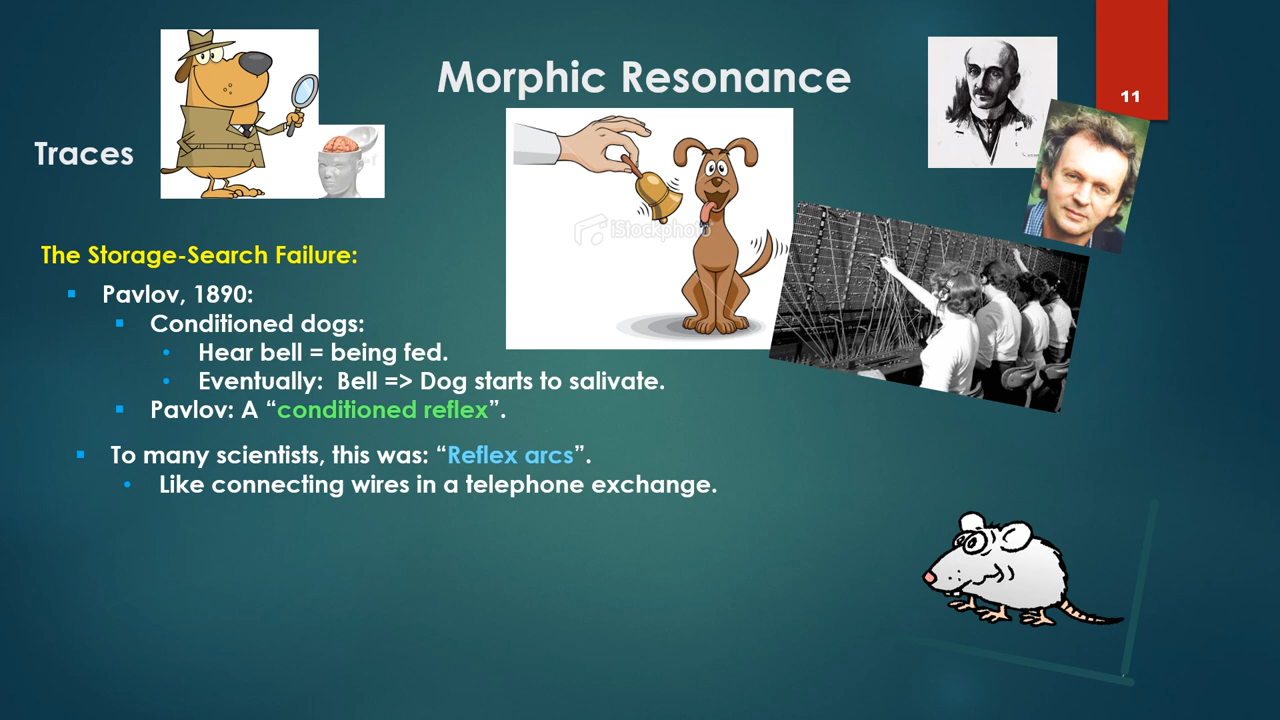 Morphic Resonance
11
Traces
iStockphoto
The Storage-Search Failure:
▪ Pavlov, 1890:
▪ Conditioned dogs:
• Hear bell = being fed.
• Eventually:  Bell => Dog starts to salivate.
▪ Pavlov: A “conditioned reflex”.
▪ To many scientists, this was: “Reflex arcs”.
• Like connecting wires in a telephone exchange.